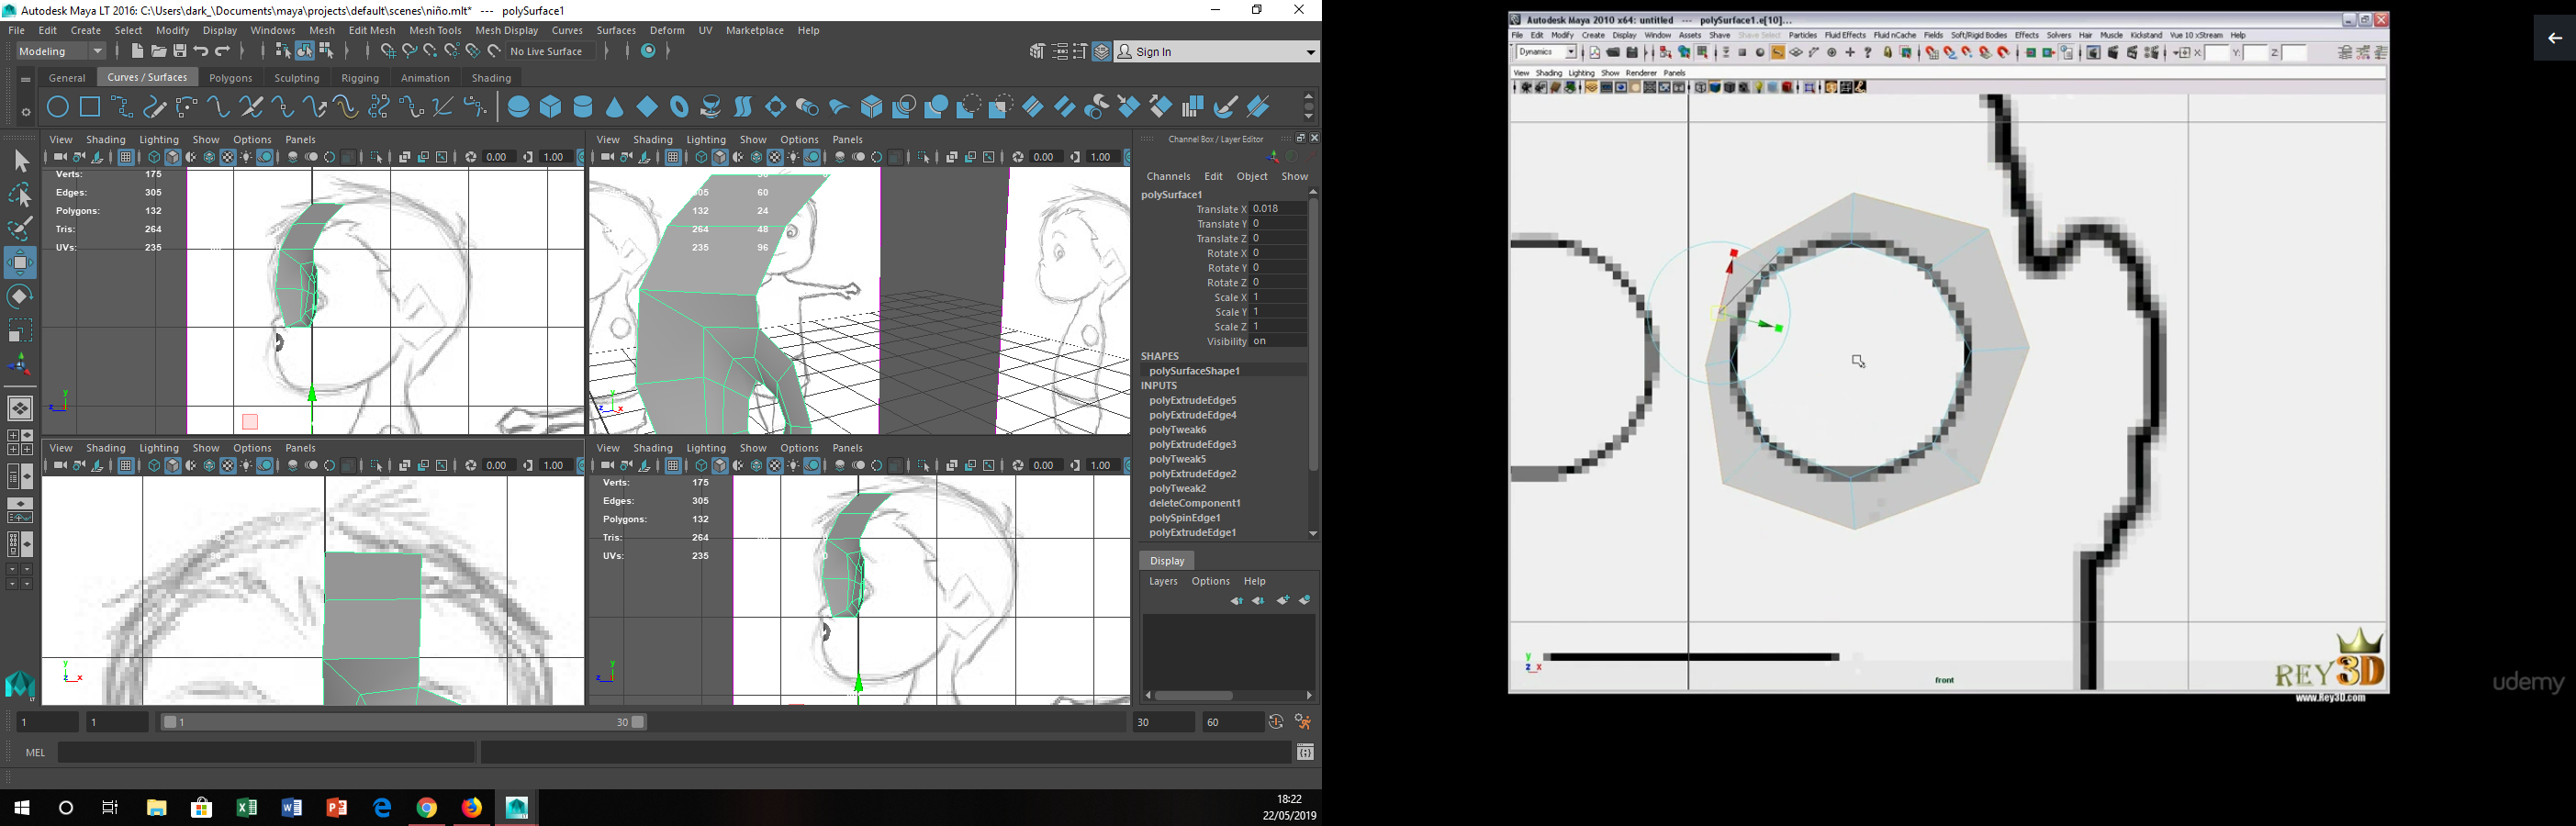 Autodesk Maya LT 2016: C:\Users\dark_\Documents\maya\projects\default\scenes\niño.mlt*   ---   polySurface1
File Edit Create Select Modify Display Windows Mesh Edit Mesh Mesh Tools Mesh Display Curves Surfaces Deform UV Marketplace Help
Modeling No Live Surface Sign In
General Curves / Surfaces Polygons Sculpting Rigging Animation Shading
View Shading Lighting Show Options Panels
0.00 1.00
Verts: 175
Edges: 305
Polygons: 132
Tris: 264
UVs: 235
View Shading Lighting Show Options Panels
0.00 1.00
305 60
132 24
264 48
235 96
View Shading Lighting Show Options Panels
0.00 1.00
View Shading Lighting Show Options Panels
0.00 1.00
Verts: 175
Edges: 305
Polygons: 132
Tris: 264
UVs: 235
Channel Box / Layer Editor
Channels Edit Object Show
polySurface1
Translate X 0.018
Translate Y 0
Translate Z 0
Rotate X 0
Rotate Y 0
Rotate Z 0
Scale X 1
Scale Y 1
Scale Z 1
Visibility on
SHAPES
polySurfaceShape1
INPUTS
polyExtrudeEdge5
polyExtrudeEdge4
polyTweak6
polyExtrudeEdge3
polyTweak5
polyExtrudeEdge2
polyTweak2
deleteComponent1
polySpinEdge1
polyExtrudeEdge1
Display
Layers Options Help
1 1 1 30 30 60
MEL
18:22
22/05/2019
Autodesk Maya 2010 x64: untitled   ---   polySurface1.e[10]...
File Edit Modify Create Display Window Assets Shave Shave Select Particles Fluid Effects Fluid nCache Fields Soft/Rigid Bodies Effects Solvers Hair Muscle Kickstand Vue 10 xStream Help
Dynamics X: Y: Z:
View Shading Lighting Show Renderer Panels
front
REY3D
www.Rey3D.com
udemy